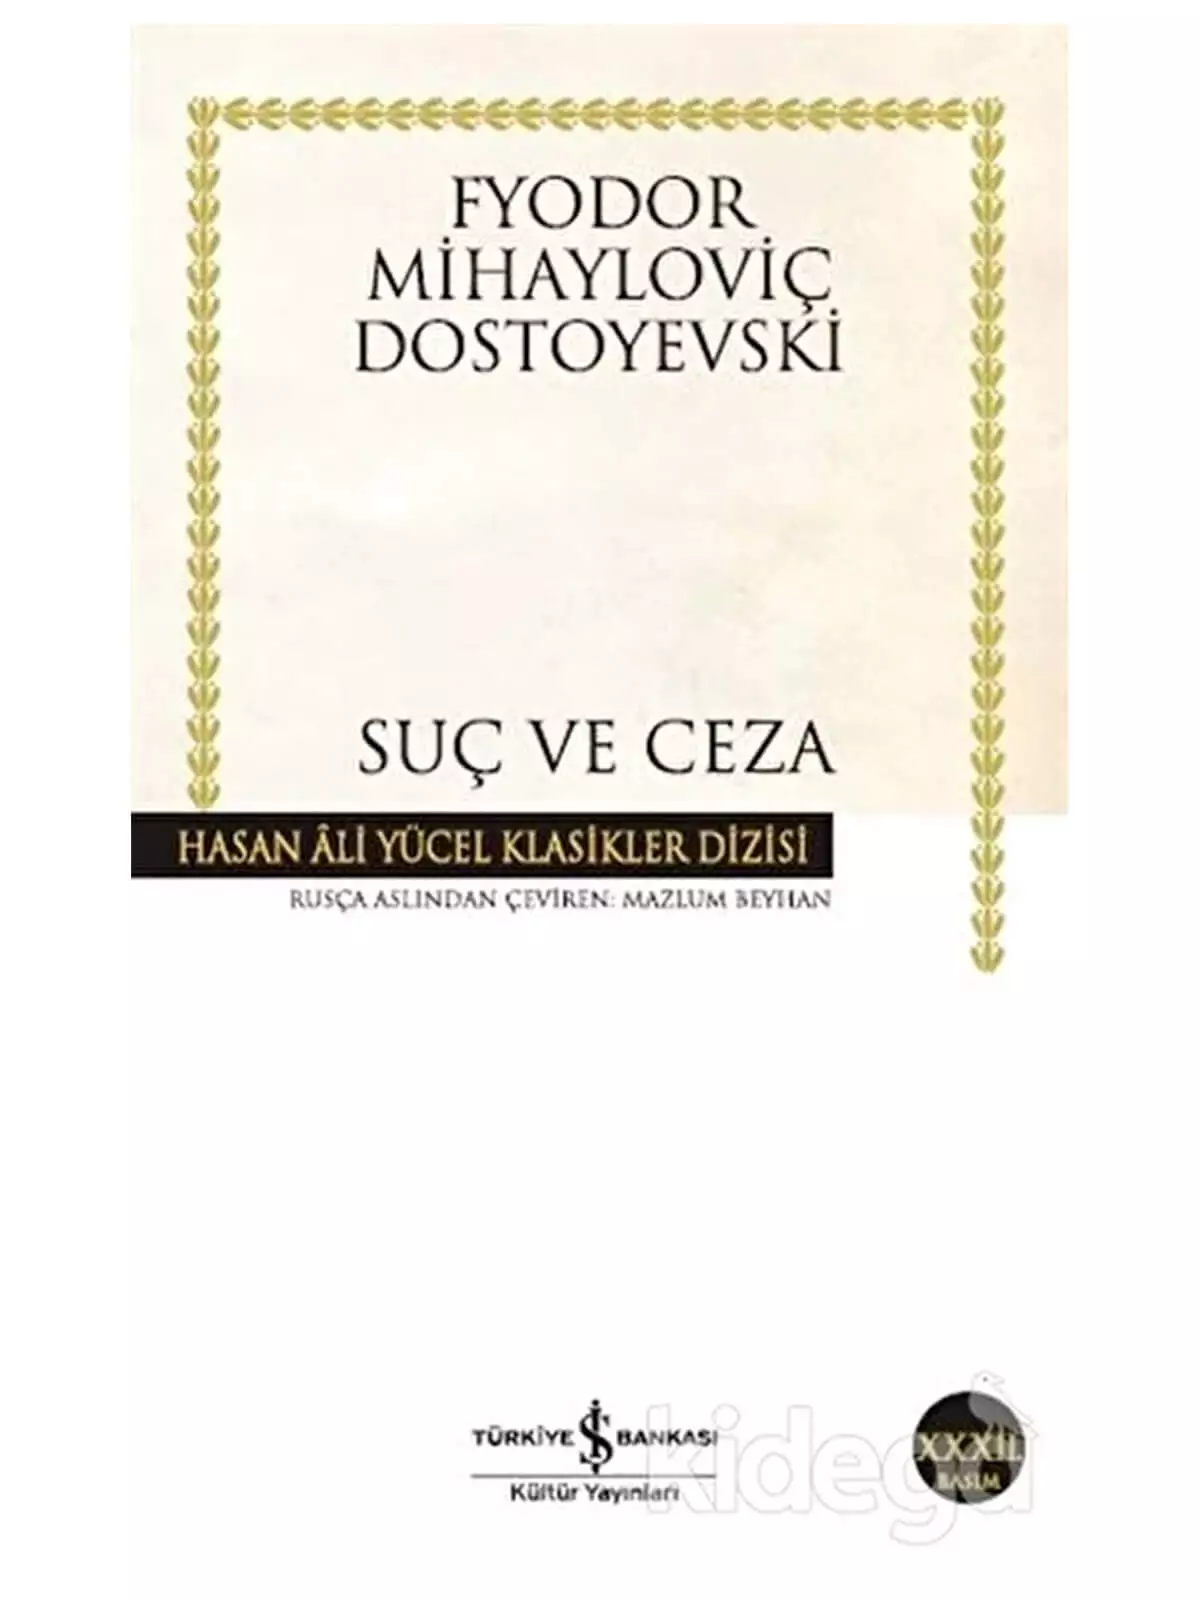 FYODOR
MİHAYLOVİÇ
DOSTOYEVSKİ
SUÇ VE CEZA
HASAN ÂLİ YÜCEL KLASİKLER DİZİSİ
RUSÇA ASLINDAN ÇEVİREN: MAZLUM BEYHAN
TÜRKİYE İŞ BANKASI
Kültür Yayınları
XXXII.
BASIM
kidega